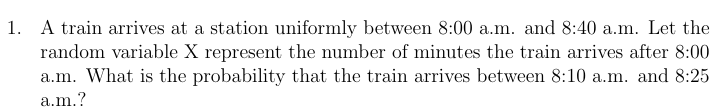 1. A train arrives at a station uniformly between 8:00 a.m. and 8:40 a.m. Let the
random variable X represent the number of minutes the train arrives after 8:00
a.m. What is the probability that the train arrives between 8:10 a.m. and 8:25
a.m.?